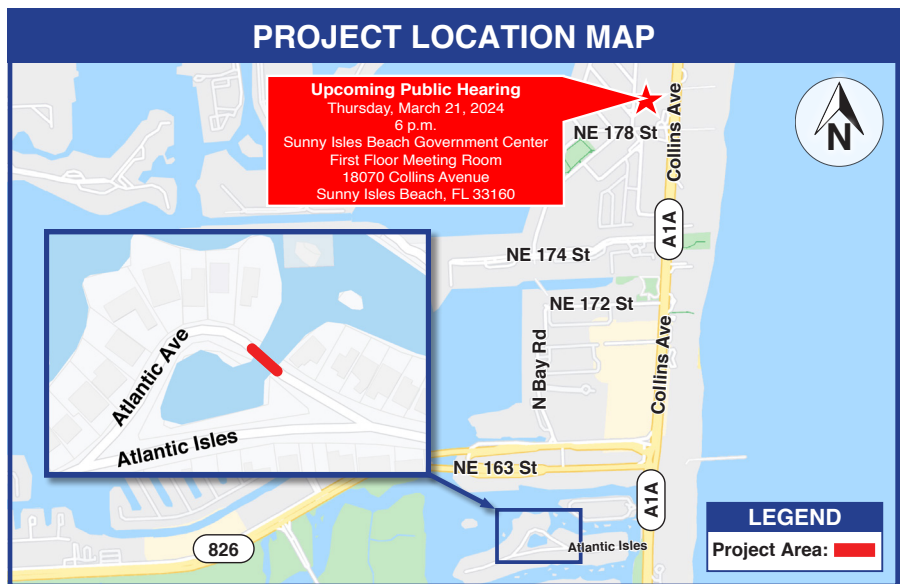 PROJECT LOCATION MAP
Upcoming Public Hearing
Thursday, March 21, 2024
6 p.m.
Sunny Isles Beach Government Center
First Floor Meeting Room
18070 Collins Avenue
Sunny Isles Beach, FL 33160
Collins Ave
N
NE 178 St
A1A
NE 174 St
NE 172 St
N Bay Rd
Collins Ave
Atlantic Ave
Atlantic Isles
NE 163 St
A1A
826
Atlantic Isles
LEGEND
Project Area: